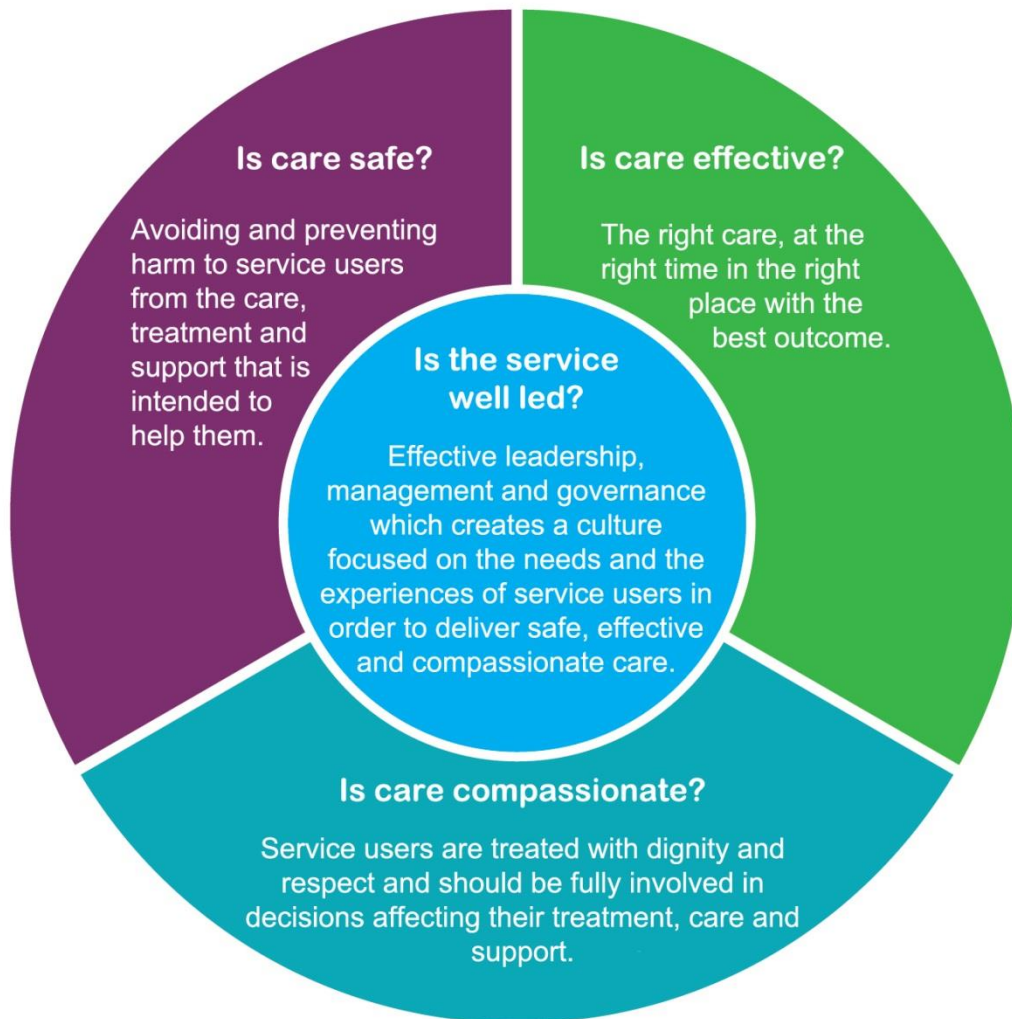 Is care safe?
Avoiding and preventing
harm to service users
from the care,
treatment and
support that is
intended to
help them.
Is care effective?
The right care, at the
right time in the right
place with the
best outcome.
Is the service
well led?
Effective leadership,
management and governance
which creates a culture
focused on the needs and the
experiences of service users in
order to deliver safe, effective
and compassionate care.
Is care compassionate?
Service users are treated with dignity and
respect and should be fully involved in
decisions affecting their treatment, care and
support.